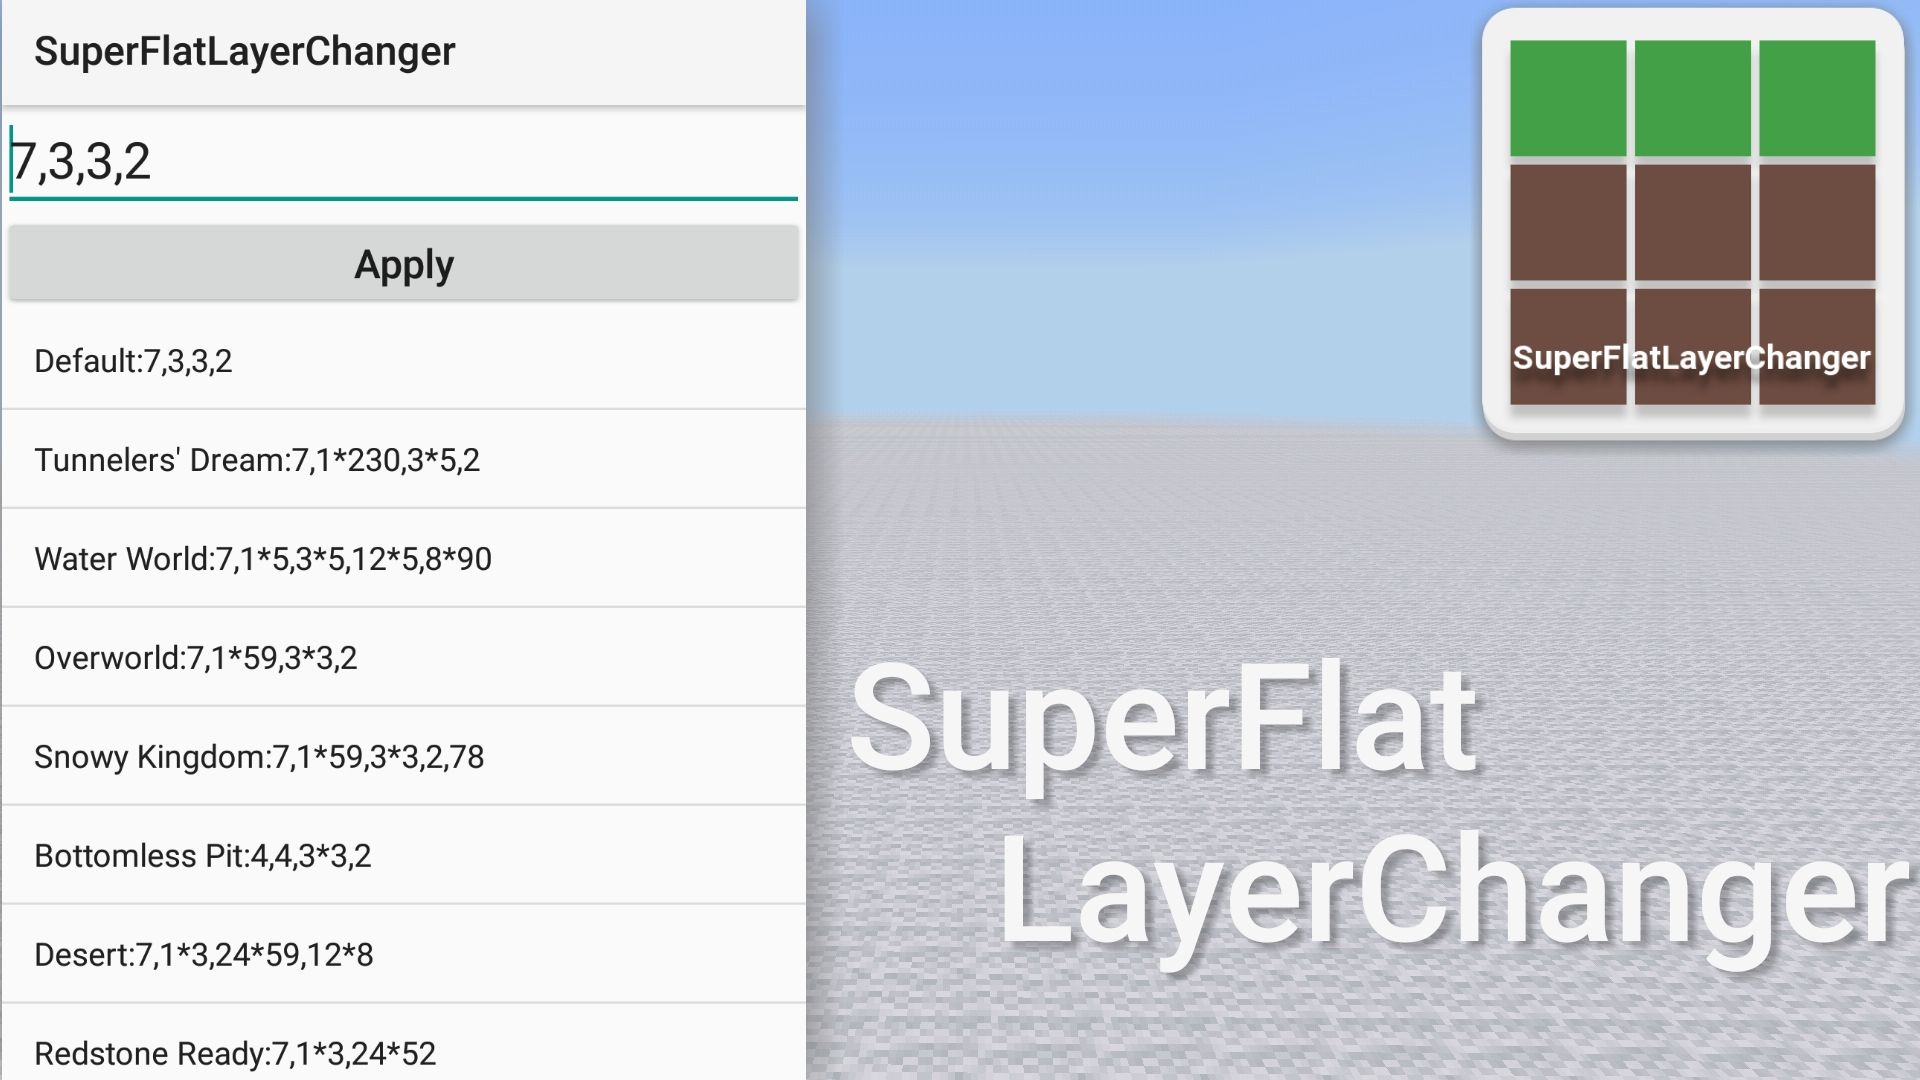 SuperFlatLayerChanger
7,3,3,2
Apply
Default:7,3,3,2
Tunnelers' Dream:7,1*230,3*5,2
Water World:7,1*5,3*5,12*5,8*90
Overworld:7,1*59,3*3,2
Snowy Kingdom:7,1*59,3*3,2,78
Bottomless Pit:4,4,3*3,2
Desert:7,1*3,24*59,12*8
Redstone Ready:7,1*3,24*52
SuperFlatLayerChanger
SuperFlat
LayerChanger